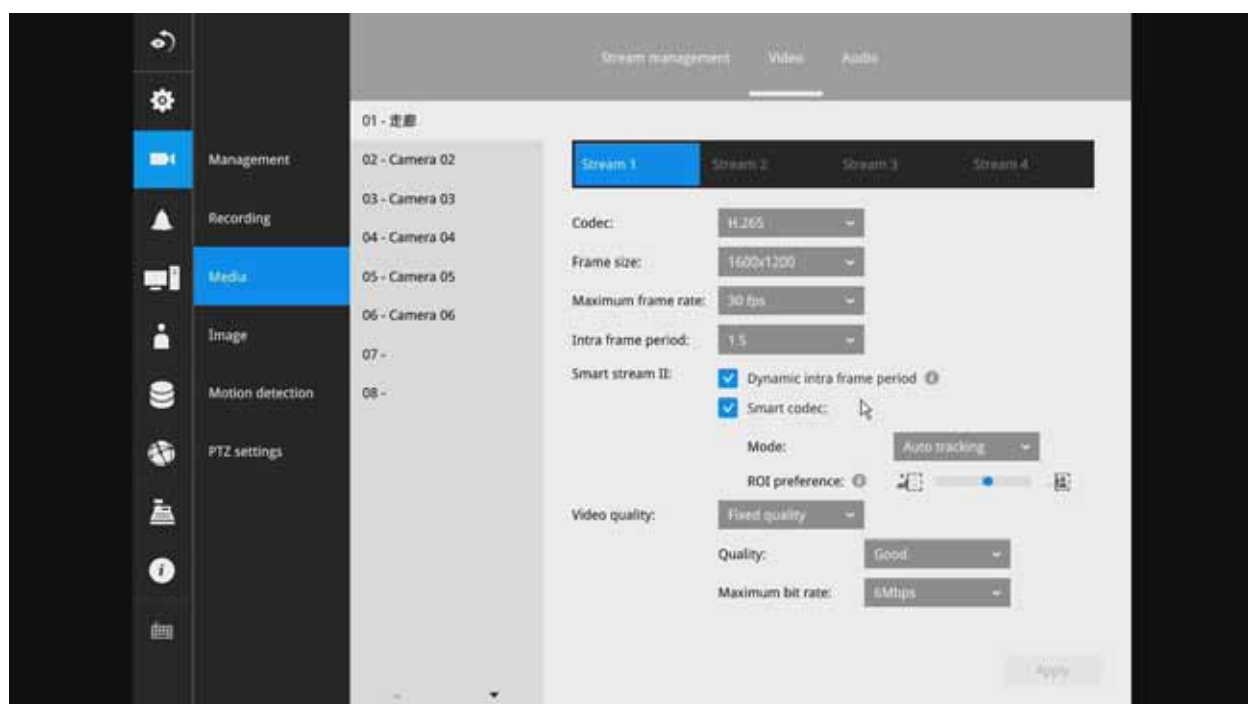 Stream management Video Audio
Management
Recording
Media
Image
Motion detection
PTZ settings
01 - 走廊
02 - Camera 02
03 - Camera 03
04 - Camera 04
05 - Camera 05
06 - Camera 06
07 -
08 -
Stream 1 Stream 2 Stream 3 Stream 4
Codec: H.265
Frame size: 1600x1200
Maximum frame rate: 30 fps
Intra frame period: 1.5
Smart stream II: Dynamic intra frame period
Smart codec:
Mode: Auto tracking
ROI preference:
Video quality: Fixed quality
Quality: Good
Maximum bit rate: 6Mbps
Apply